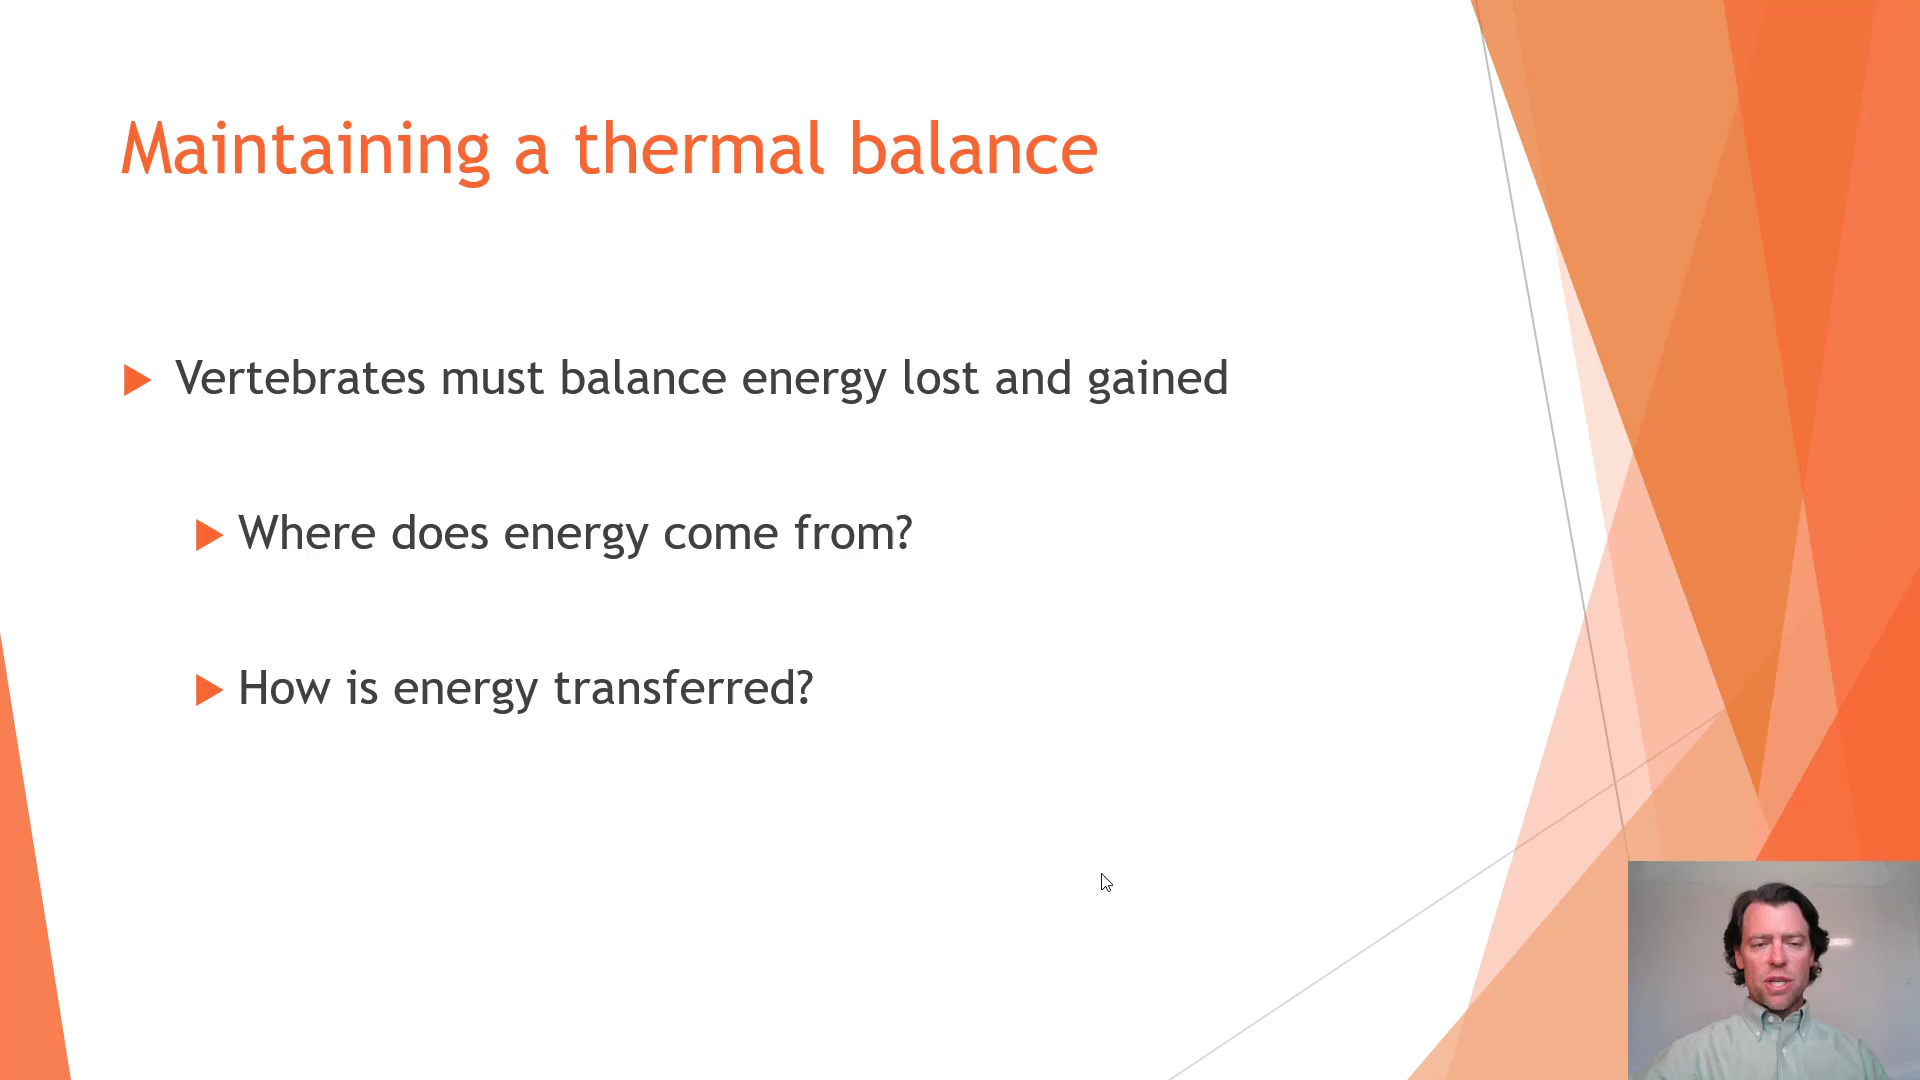 Maintaining a thermal balance
Vertebrates must balance energy lost and gained
Where does energy come from?
How is energy transferred?